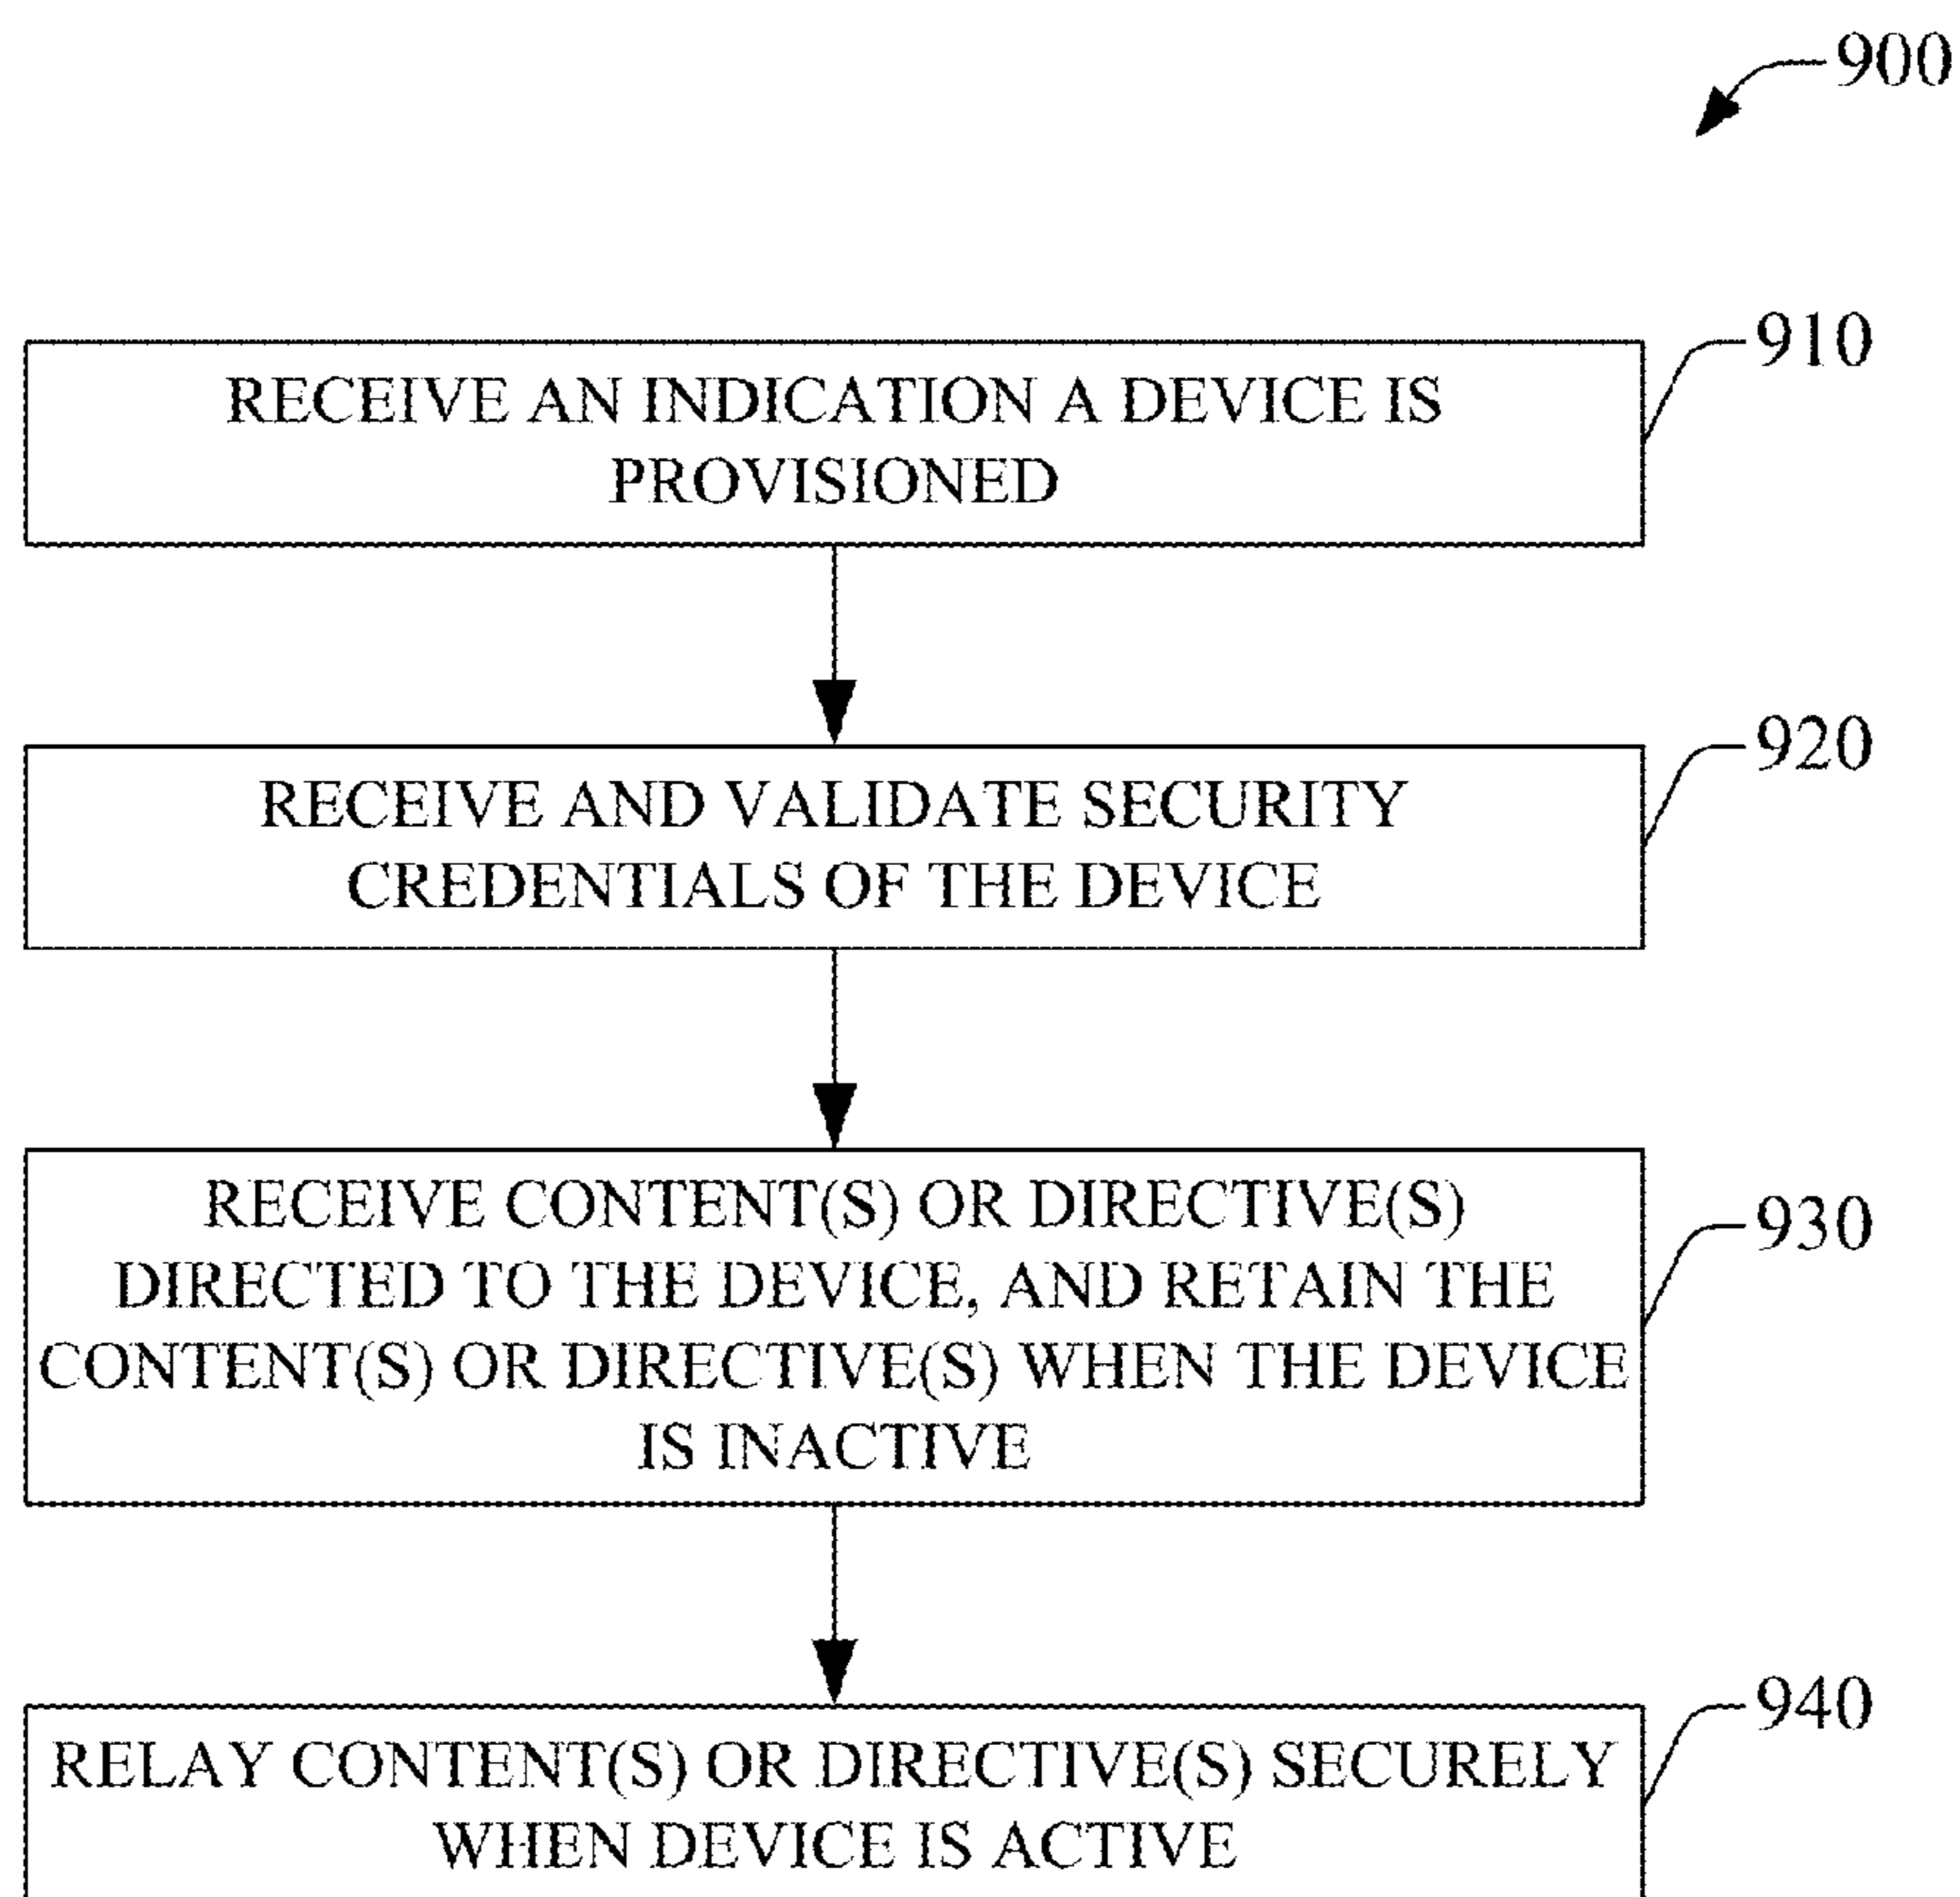 900
910
RECEIVE AN INDICATION A DEVICE IS
PROVISIONED
920
RECEIVE AND VALIDATE SECURITY
CREDENTIALS OF THE DEVICE
930
RECEIVE CONTENT(S) OR DIRECTIVE(S)
DIRECTED TO THE DEVICE, AND RETAIN THE
CONTENT(S) OR DIRECTIVE(S) WHEN THE DEVICE
IS INACTIVE
940
RELAY CONTENT(S) OR DIRECTIVE(S) SECURELY
WHEN DEVICE IS ACTIVE